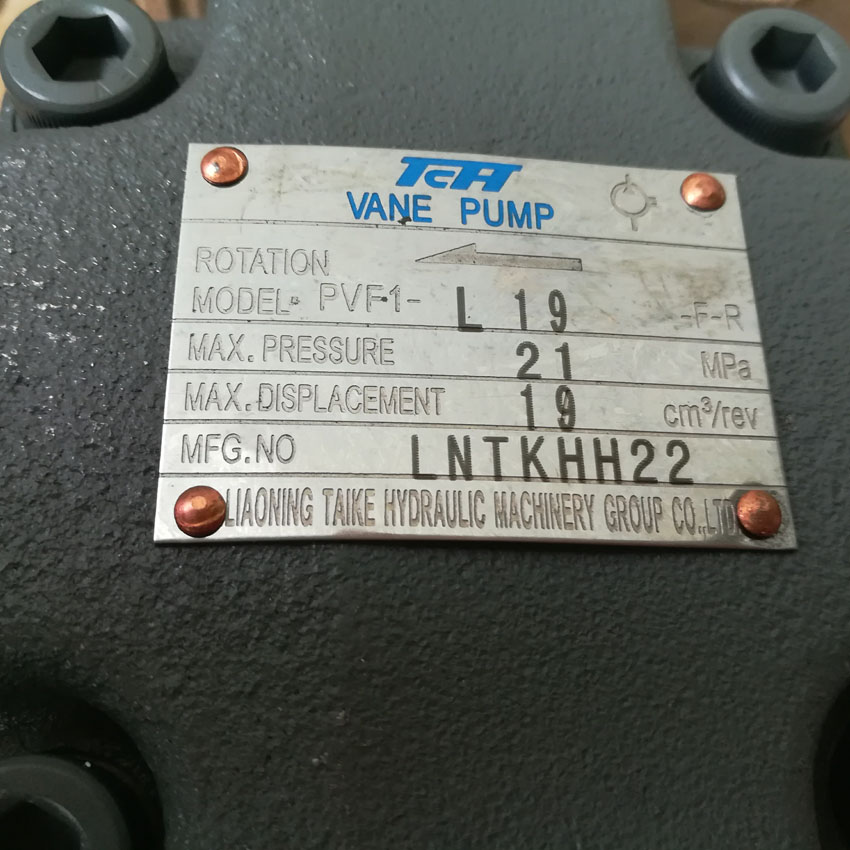 TCH
VANE PUMP
ROTATION
MODEL· PVF1- L 19 -F-R
MAX. PRESSURE 21 MPa
MAX. DISPLACEMENT 19 cm³/rev
MFG.NO LNTKHH22
LIAONING TAIKE HYDRAULIC MACHINERY GROUP CO.,LTD